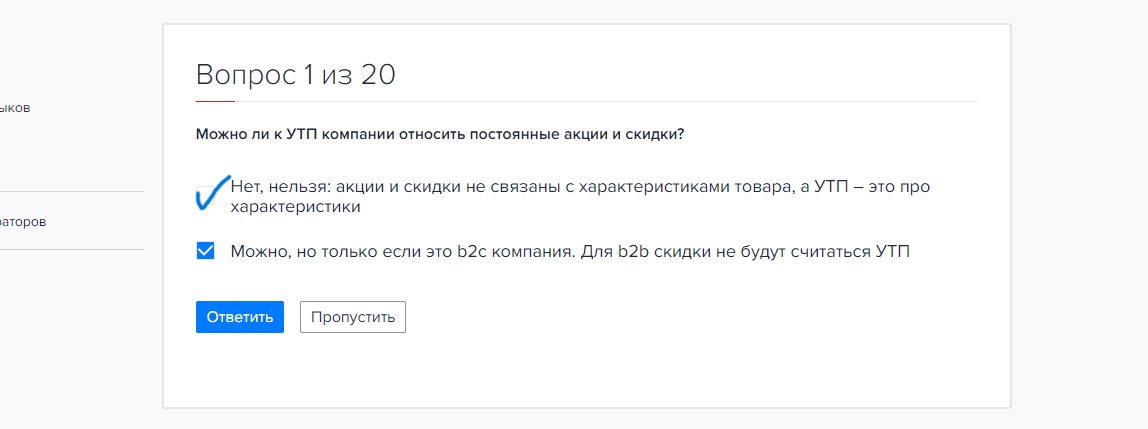 Вопрос 1 из 20
ыков
Можно ли к УТП компании относить постоянные акции и скидки?
Нет, нельзя: акции и скидки не связаны с характеристиками товара, а УТП – это про
характеристики
раторов
Можно, но только если это b2c компания. Для b2b скидки не будут считаться УТП
Ответить
Пропустить